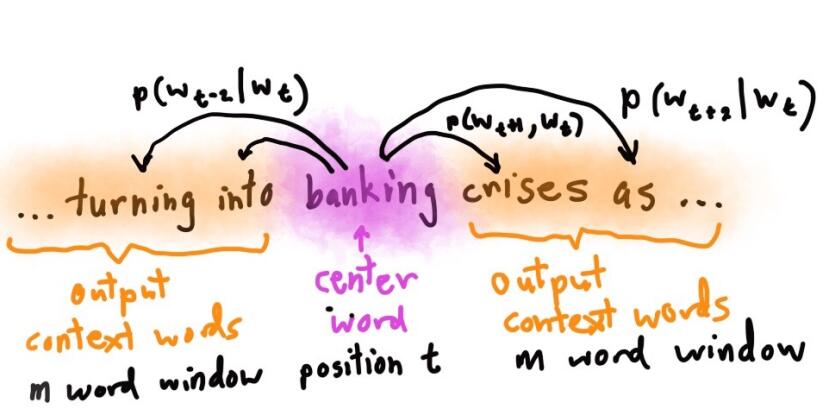 p(w_{t-2}|w_t)
p(w_{t+1},w_t)
p(w_{t+2}|w_t)
... turning into banking crises as ...
output
context words
m word window
center
word
position t
output
context words
m word window